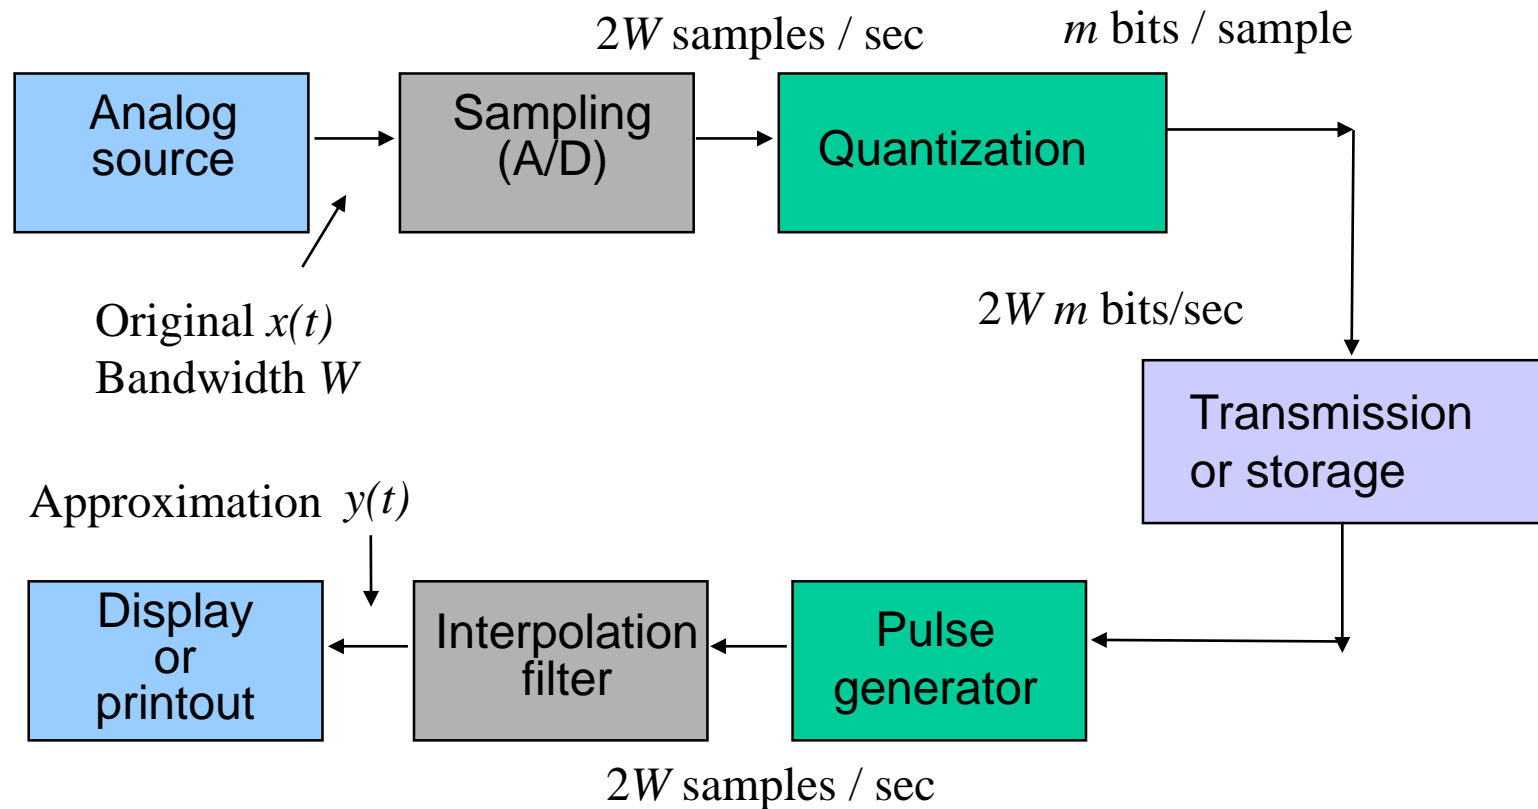 2W samples / sec
m bits / sample
Analog
source
Sampling
(A/D)
Quantization
Original x(t)
Bandwidth W
2W m bits/sec
Transmission
or storage
Approximation y(t)
Display
or
printout
Interpolation
filter
Pulse
generator
2W samples / sec